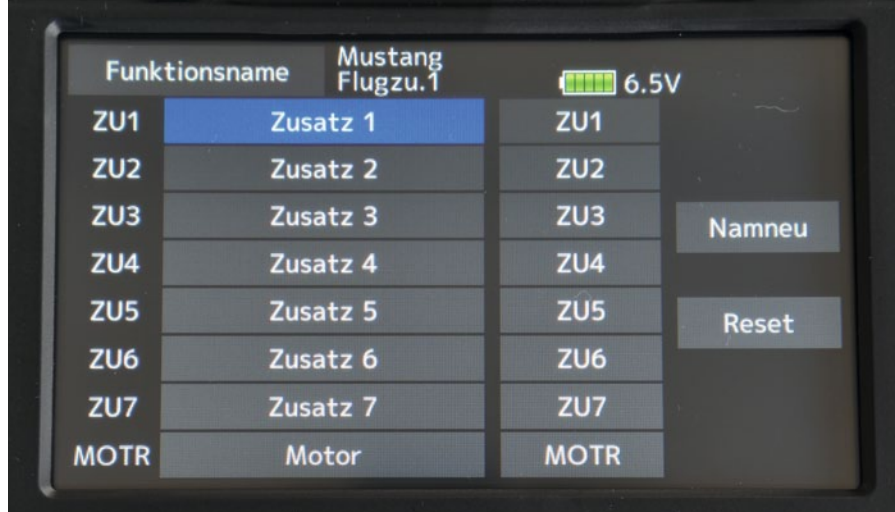 Funktionsname
Mustang
Flugzu.1
6.5V
ZU1 Zusatz 1 ZU1
ZU2 Zusatz 2 ZU2
ZU3 Zusatz 3 ZU3
Namneu
ZU4 Zusatz 4 ZU4
ZU5 Zusatz 5 ZU5
Reset
ZU6 Zusatz 6 ZU6
ZU7 Zusatz 7 ZU7
MOTR Motor MOTR